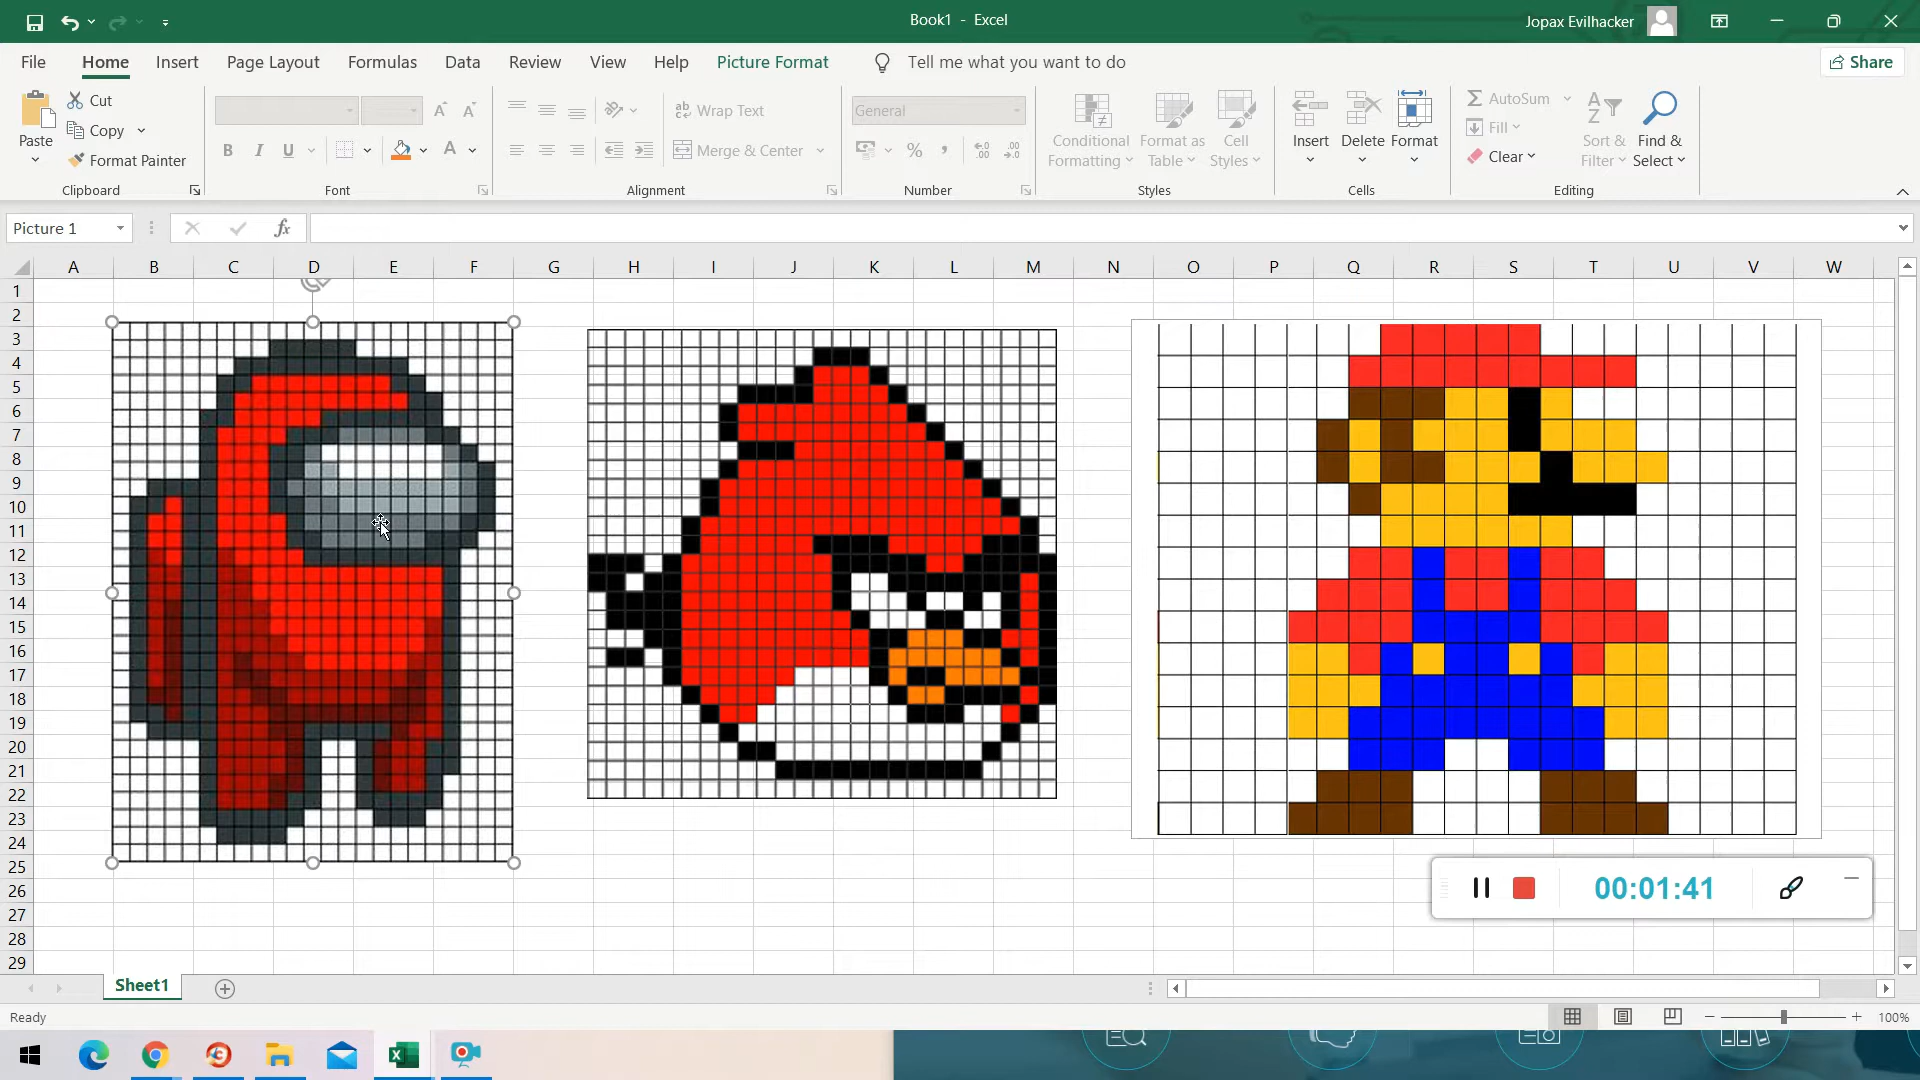 Book1 - Excel
Jopax Evilhacker
File Home Insert Page Layout Formulas Data Review View Help Picture Format Tell me what you want to do Share
Paste
Cut
Copy
Format Painter
Clipboard
A A
B I U A
Font
ab Wrap Text
Merge & Center
Alignment
General
% ,
Number
Conditional Formatting
Format as Table
Cell Styles
Styles
Insert Delete Format
Cells
AutoSum
Fill
Clear
Sort & Filter
Find & Select
Editing
Picture 1
fx
A B C D E F G H I J K L M N O P Q R S T U V W
1
2
3
4
5
6
7
8
9
10
11
12
13
14
15
16
17
18
19
20
21
22
23
24
25
26
27
28
29
00:01:41
Sheet1
Ready
100%